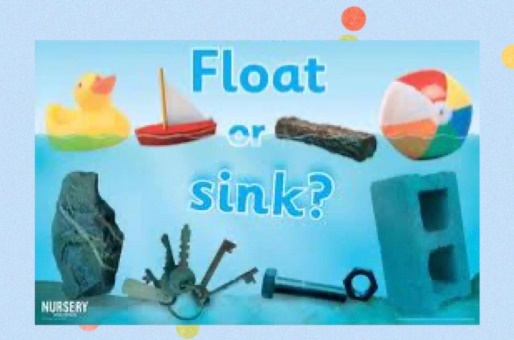 Float
or
sink?
NURSERY